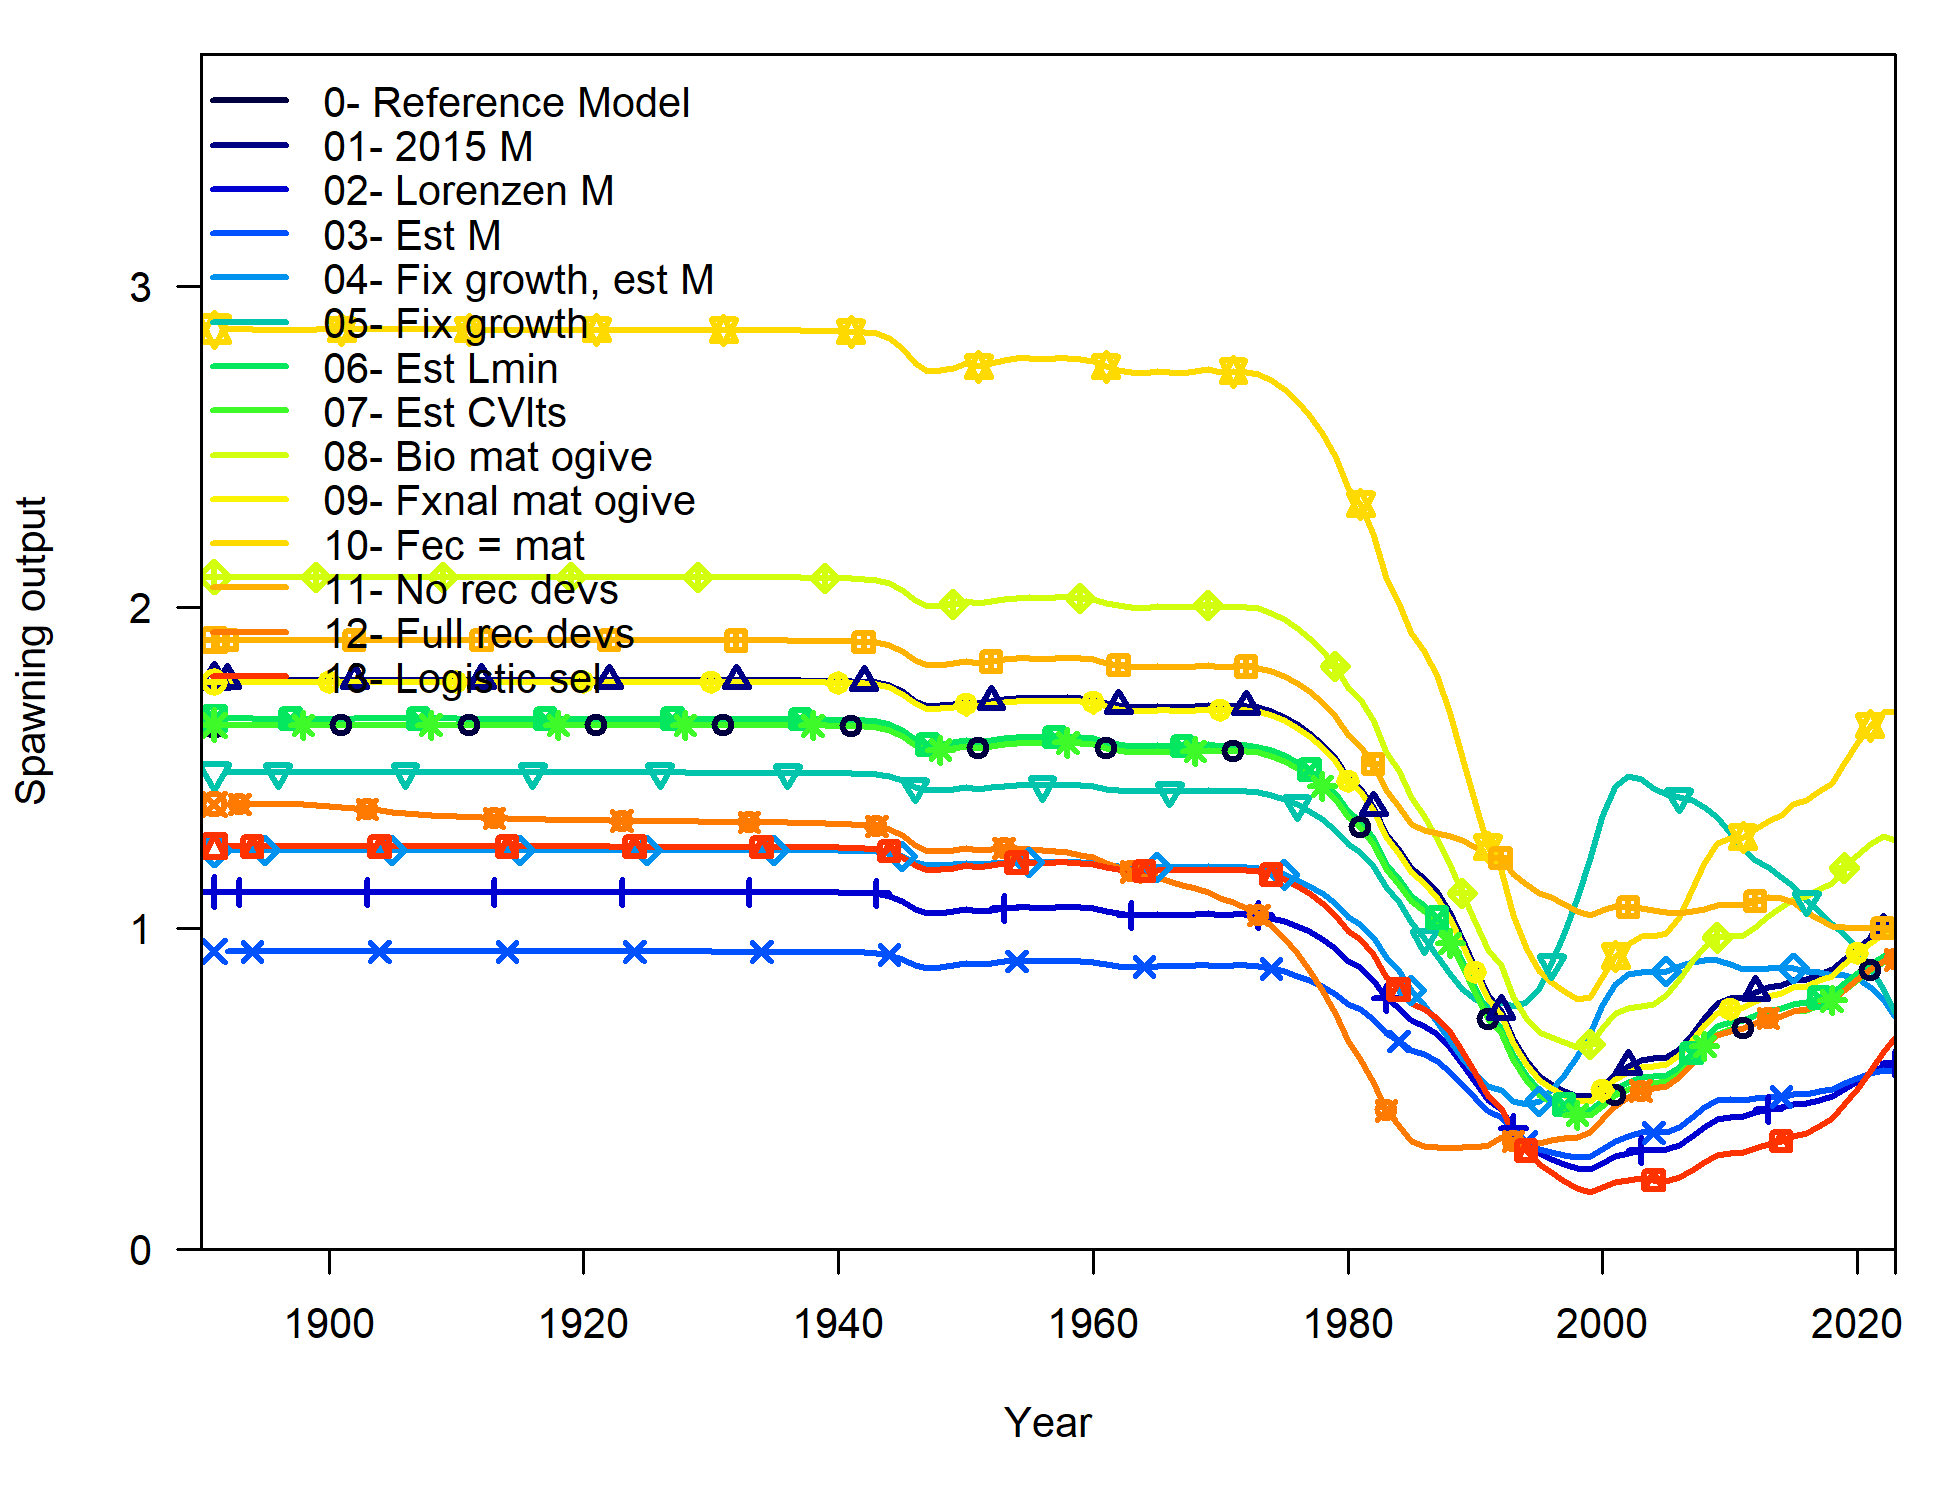 0- Reference Model
01- 2015 M
02- Lorenzen M
03- Est M
04- Fix growth, est M
05- Fix growth
06- Est Lmin
07- Est CVlts
08- Bio mat ogive
09- Fxnal mat ogive
10- Fec = mat
11- No rec devs
12- Full rec devs
13- Logistic sel
3
2
1
0
Spawning output
1900 1920 1940 1960 1980 2000 2020
Year